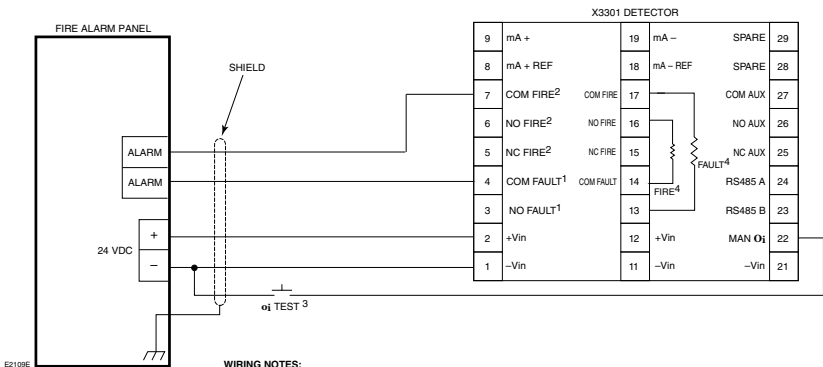 X3301 DETECTOR
FIRE ALARM PANEL
SHIELD
ALARM
ALARM
24 VDC
+
–
9 mA +
8 mA + REF
7 COM FIRE2
6 NO FIRE2
5 NC FIRE2
4 COM FAULT1
3 NO FAULT1
2 +Vin
1 –Vin
19 mA –
18 mA – REF
COM FIRE 17
NO FIRE 16
NC FIRE 15
COM FAULT 14
13
12 +Vin
11 –Vin
FIRE4
FAULT4
SPARE 29
SPARE 28
COM AUX 27
NO AUX 26
NC AUX 25
RS485 A 24
RS485 B 23
MAN Oi 22
–Vin 21
oi TEST 3
E2109E
WIRING NOTES: